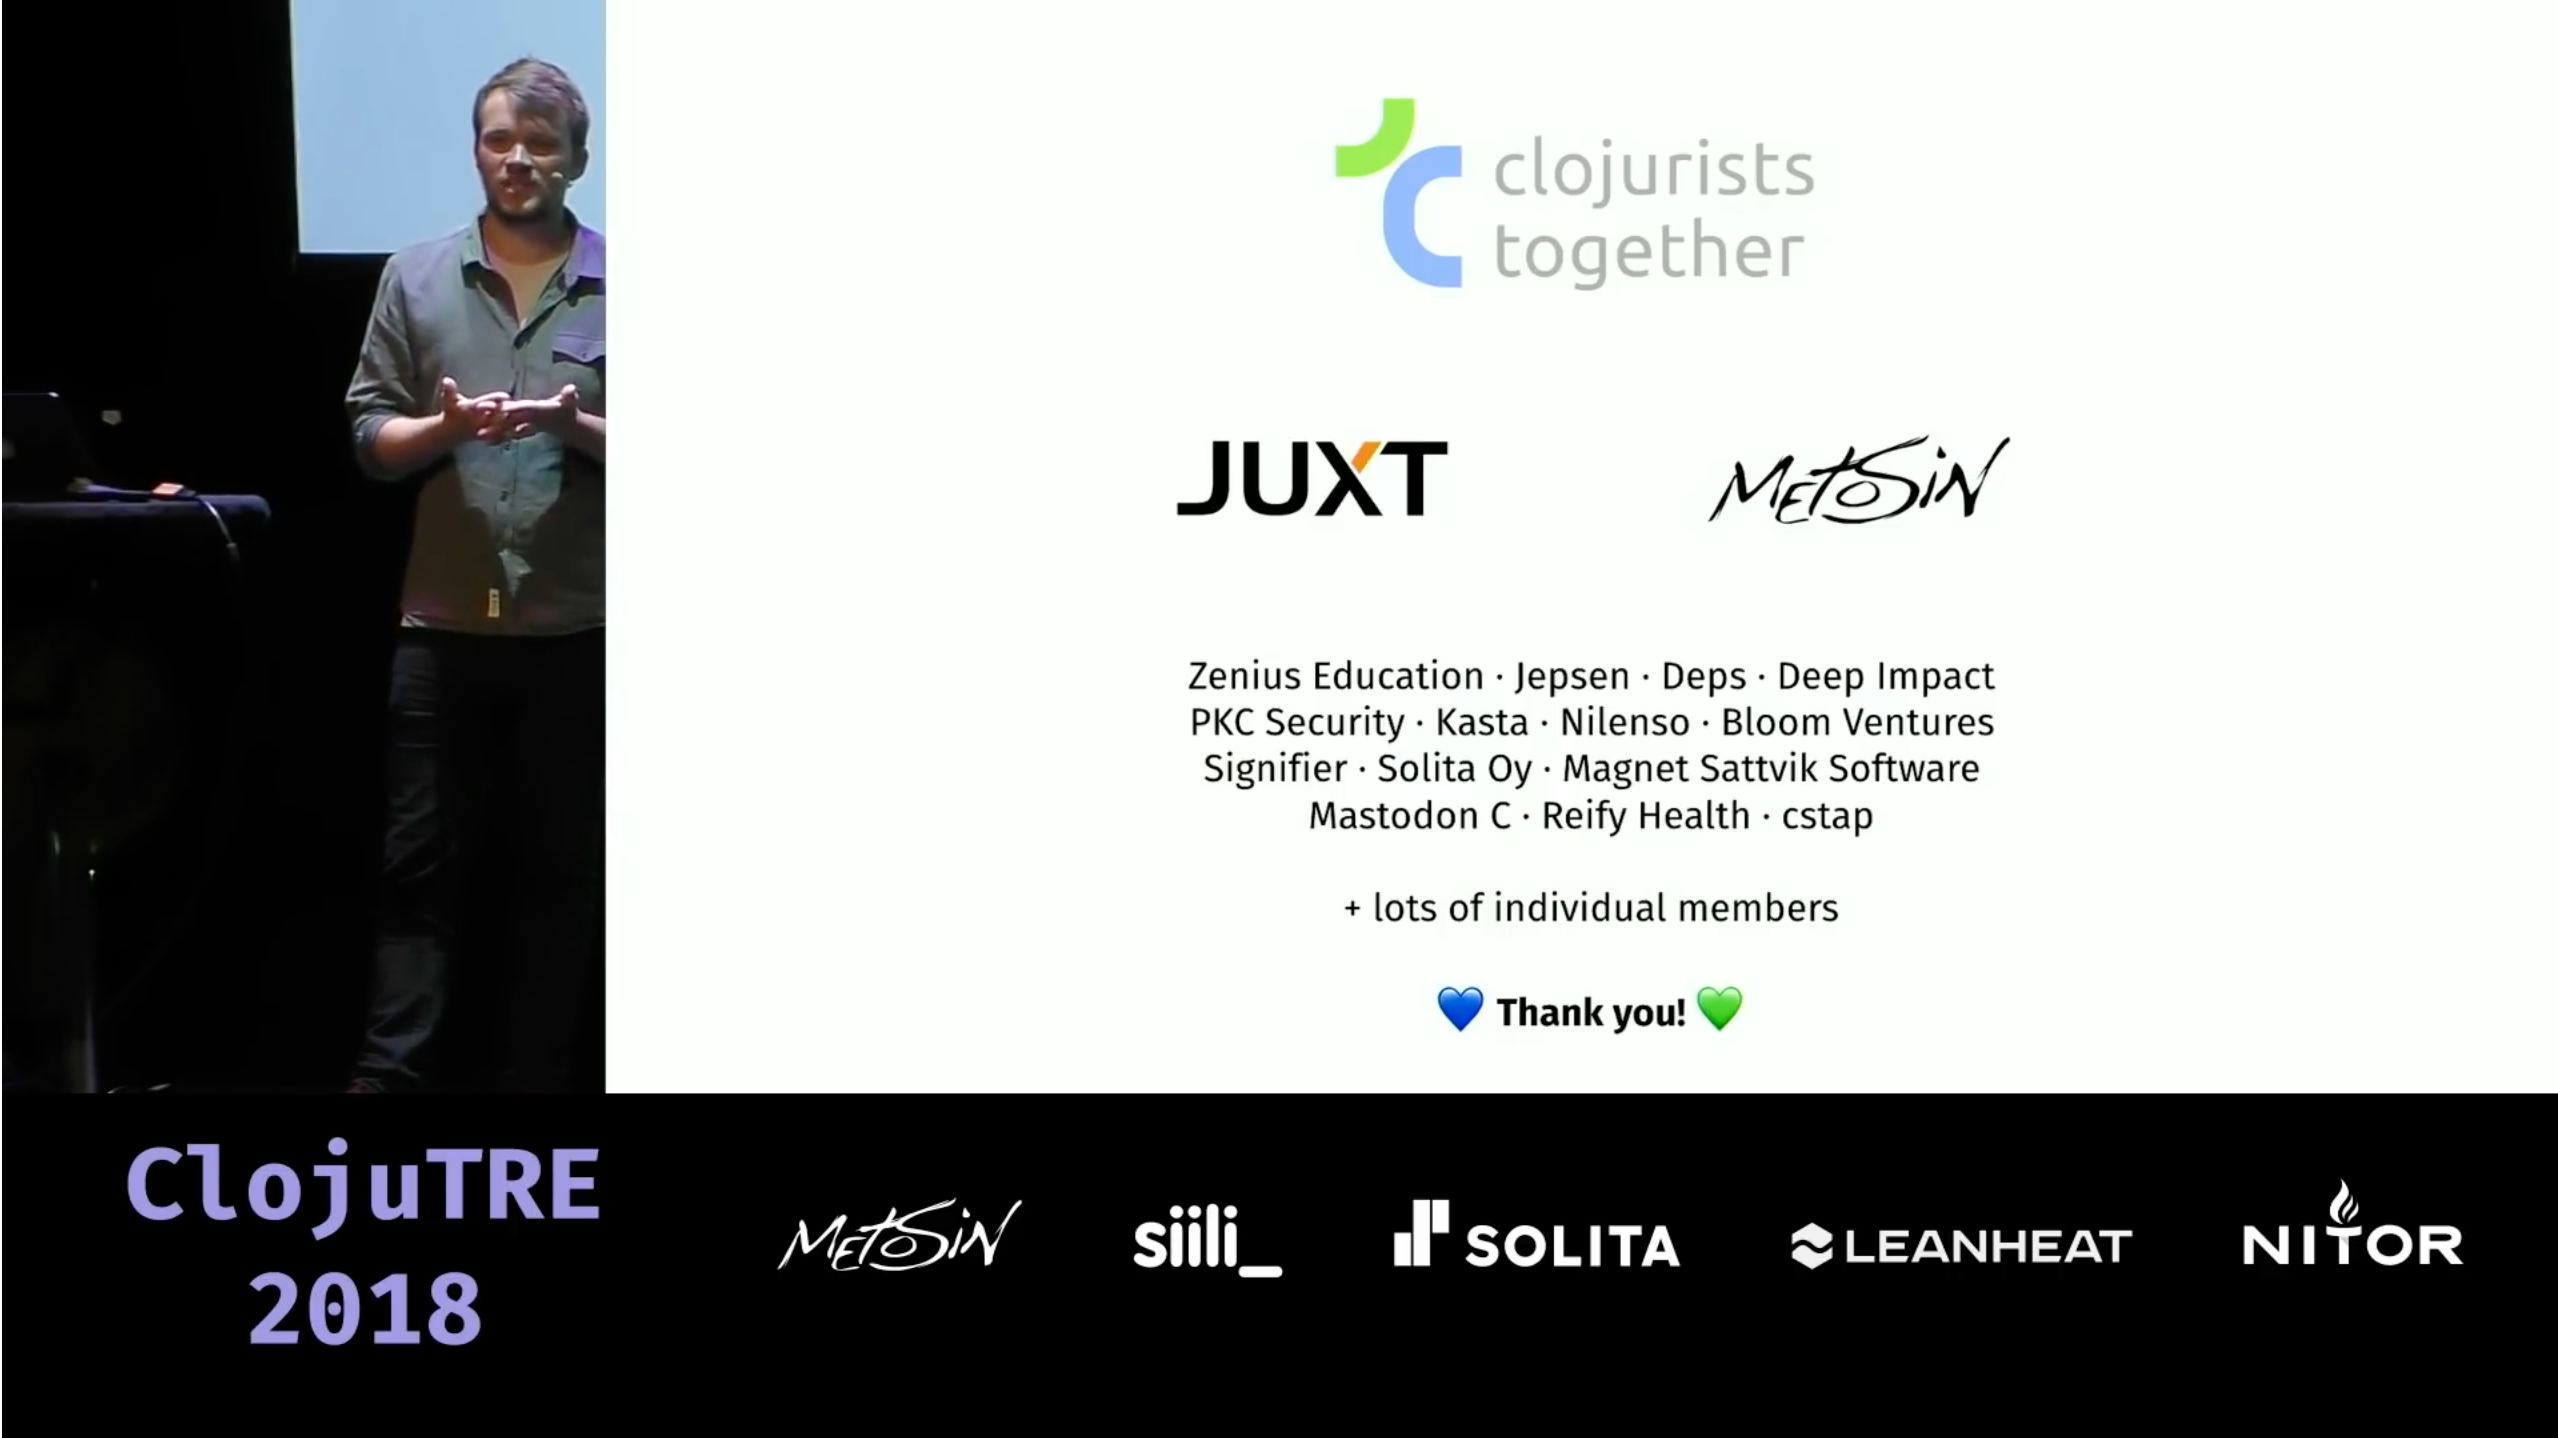 clojurists
together
JUXT
METOSIN
Zenius Education · Jepsen · Deps · Deep Impact
PKC Security · Kasta · Nilenso · Bloom Ventures
Signifier · Solita Oy · Magnet Sattvik Software
Mastodon C · Reify Health · cstap
+ lots of individual members
💙 Thank you! 💚
ClojuTRE
2018
METOSIN
siili_
SOLITA
LEANHEAT
NITOR